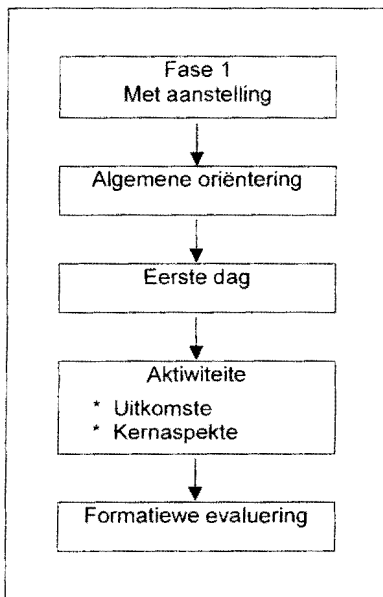 Fase 1
Met aanstelling
Algemene oriëntering
Eerste dag
Aktiwiteite
* Uitkomste
* Kernaspekte
Formatiewe evaluering